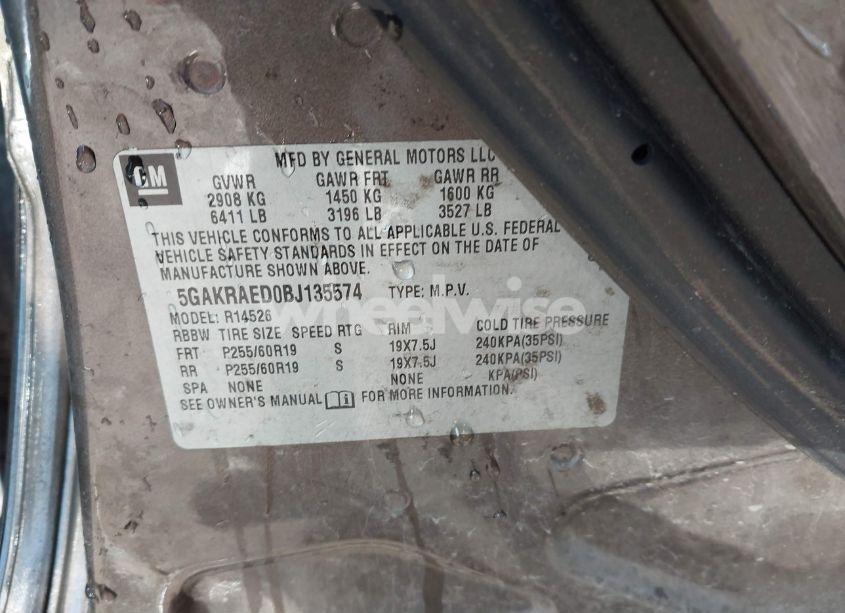 GM
MFD BY GENERAL MOTORS LLC
GVWR GAWR FRT GAWR RR
2908 KG 1450 KG 1600 KG
6411 LB 3196 LB 3527 LB
THIS VEHICLE CONFORMS TO ALL APPLICABLE U.S. FEDERAL
VEHICLE SAFETY STANDARDS IN EFFECT ON THE DATE OF
MANUFACTURE SHOWN ABOVE.
5GAKRAED0BJ135574 TYPE: M.P.V.
MODEL: R14526
wheelwise
RBBW TIRE SIZE SPEED RTG RIM COLD TIRE PRESSURE
FRT P255/60R19 S 19X7.5J 240KPA(35PSI)
RR P255/60R19 S 19X7.5J 240KPA(35PSI)
SPA NONE NONE KPA(PSI)
SEE OWNER'S MANUAL FOR MORE INFORMATION.